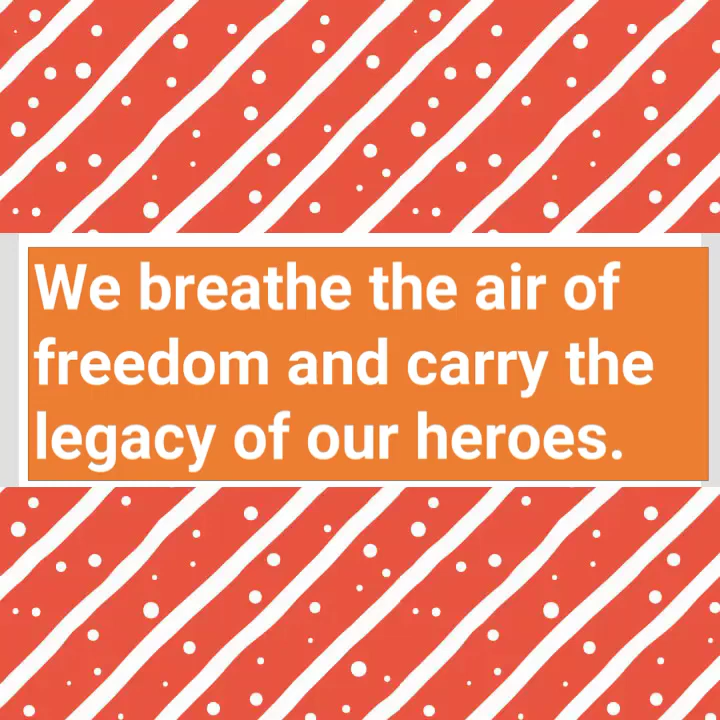 We breathe the air of
freedom and carry the
legacy of our heroes.